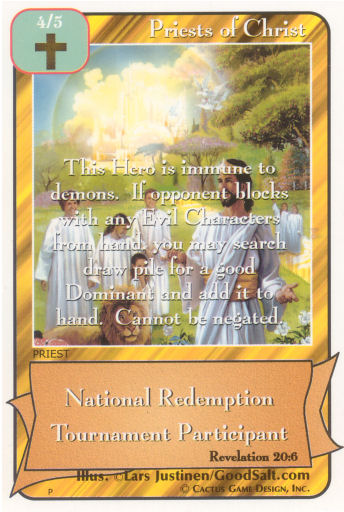 4/5
Priests of Christ
This Hero is immune to
demons. If opponent blocks
with any Evil Characters
from hand, you may search
draw pile for a good
Dominant and add it to
hand. Cannot be negated.
PRIEST
National Redemption
Tournament Participant
Revelation 20:6
Illus. ©Lars Justinen/GoodSalt.com
P
© Cactus Game Design, Inc.